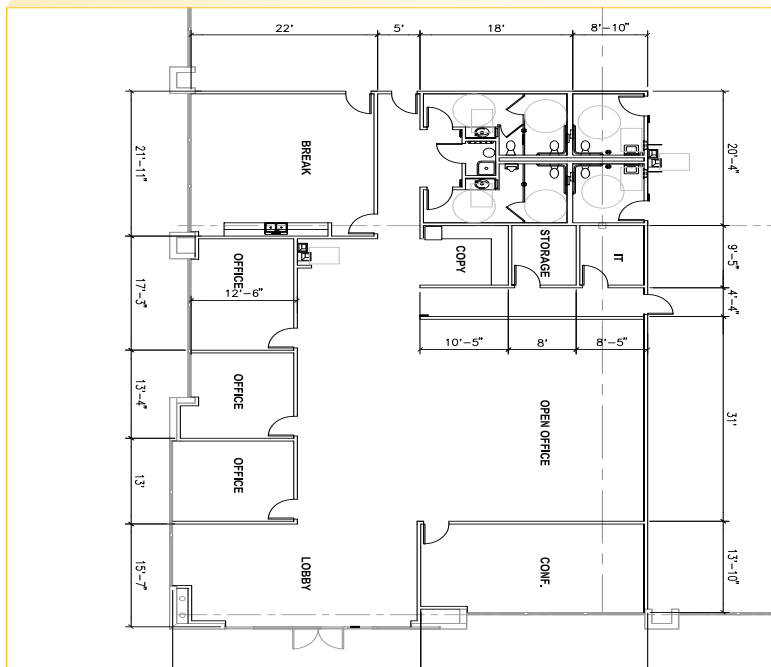 22'
5'
18'
8'-10"
21'-11"
BREAK
20'-4"
17'-3"
OFFICE
12'-6"
COPY
STORAGE
IT
9'-5"
4'-4"
10'-5"
8'
8'-5"
13'-4"
OFFICE
OPEN OFFICE
31'
13'
OFFICE
15'-7"
LOBBY
CONF.
13'-10"